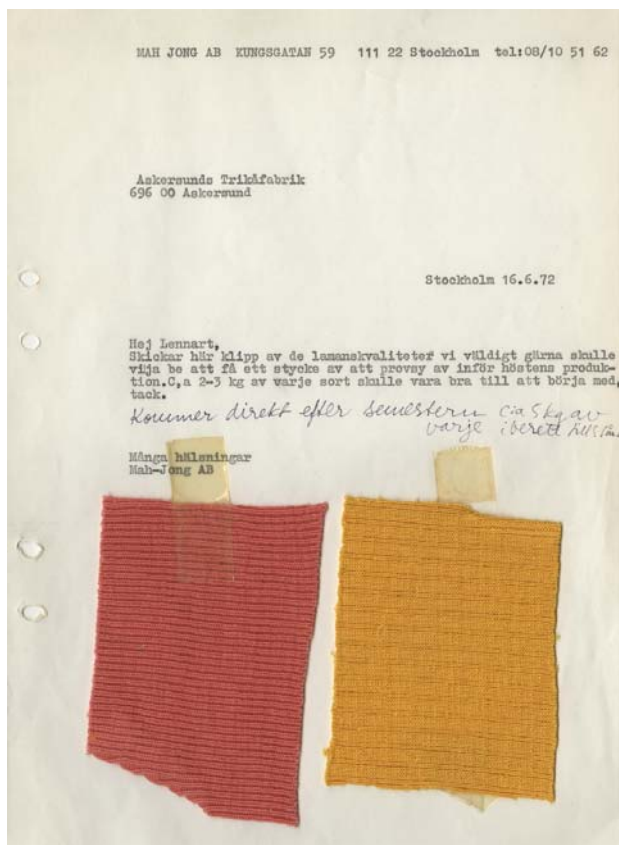 MAH JONG AB KUNGSGATAN 59 111 22 Stockholm tel:08/10 51 62
Askersunds Trikåfabrik
696 00 Askersund
Stockholm 16.6.72
Hej Lennart,
Skickar här klipp av de lamanskvaliteter vi väldigt gärna skulle
vilja be att få ett stycke av att provsy av inför höstens produk-
tion.C,a 2-3 kg av varje sort skulle vara bra till att börja med,
tack.
Kommer direkt efter semestern c:a 5 kg av
varje i berett
Många hälsningar
Mah-Jong AB